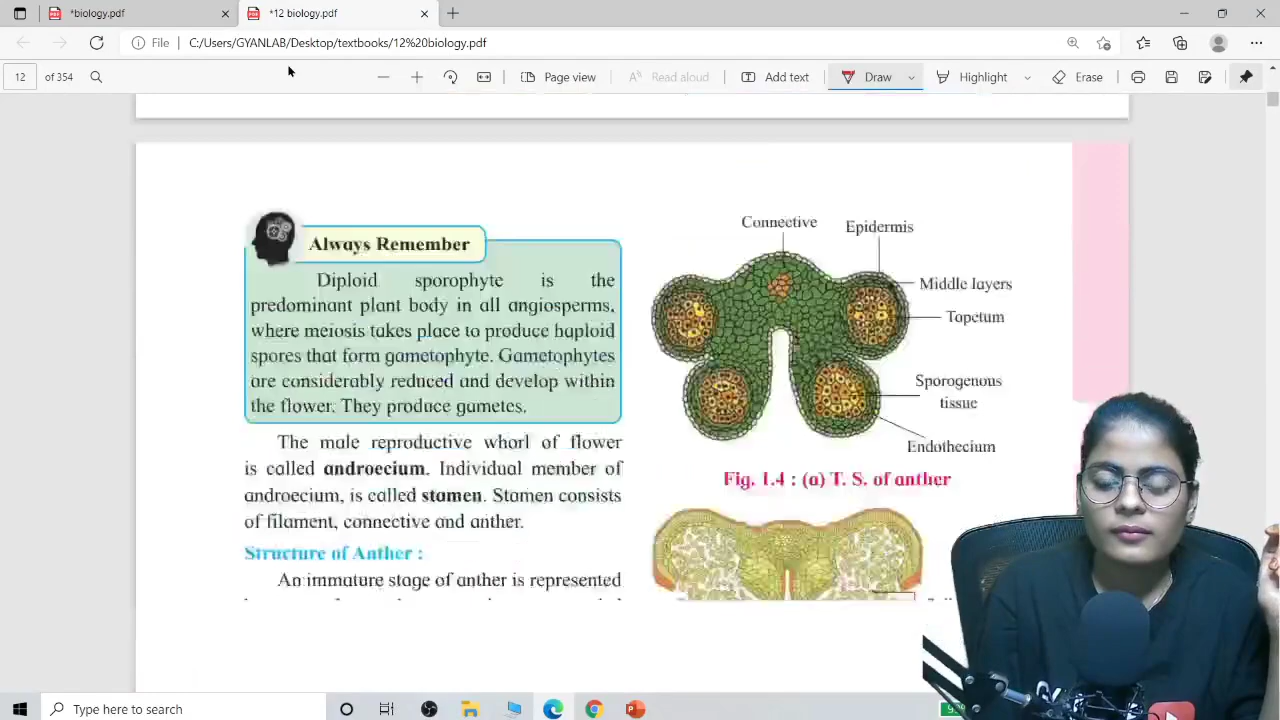 *biology.pdf
*12 biology.pdf
File
C:/Users/GYANLAB/Desktop/textbooks/12%20biology.pdf
12 of 354
Page view
Read aloud
Add text
Draw
Highlight
Erase
Always Remember
Diploid sporophyte is the
predominant plant body in all angiosperms,
where meiosis takes place to produce haploid
spores that form gametophyte. Gametophytes
are considerably reduced and develop within
the flower. They produce gametes.
The male reproductive whorl of flower
is called androecium. Individual member of
androecium, is called stamen. Stamen consists
of filament, connective and anther.
Structure of Anther :
An immature stage of anther is represented
Connective
Epidermis
Middle layers
Tapetum
Sporogenous
tissue
Endothecium
Fig. 1.4 : (a) T. S. of anther
Type here to search